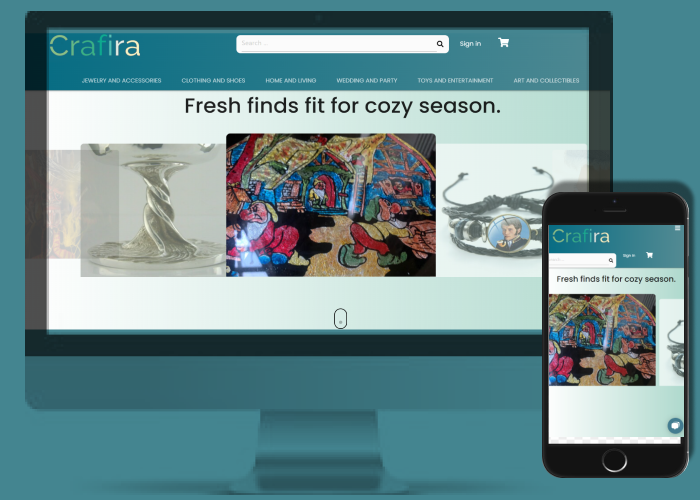 Crafira
Search ...
Sign in
JEWELRY AND ACCESSORIES CLOTHING AND SHOES HOME AND LIVING WEDDING AND PARTY TOYS AND ENTERTAINMENT ART AND COLLECTIBLES
Fresh finds fit for cozy season.
Crafira
Sign in
Fresh finds fit for cozy season.